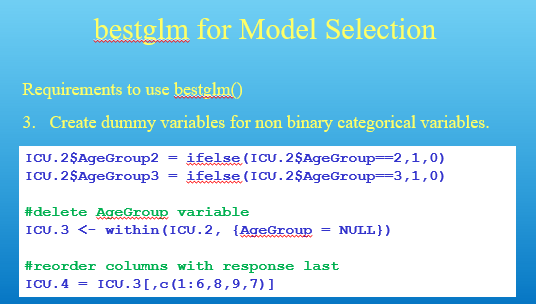 bestglm for Model Selection
Requirements to use bestglm()
3. Create dummy variables for non binary categorical variables.
ICU.2$AgeGroup2 = ifelse(ICU.2$AgeGroup==2,1,0)
ICU.2$AgeGroup3 = ifelse(ICU.2$AgeGroup==3,1,0)
#delete AgeGroup variable
ICU.3 <- within(ICU.2, {AgeGroup = NULL})
#reorder columns with response last
ICU.4 = ICU.3[,c(1:6,8,9,7)]